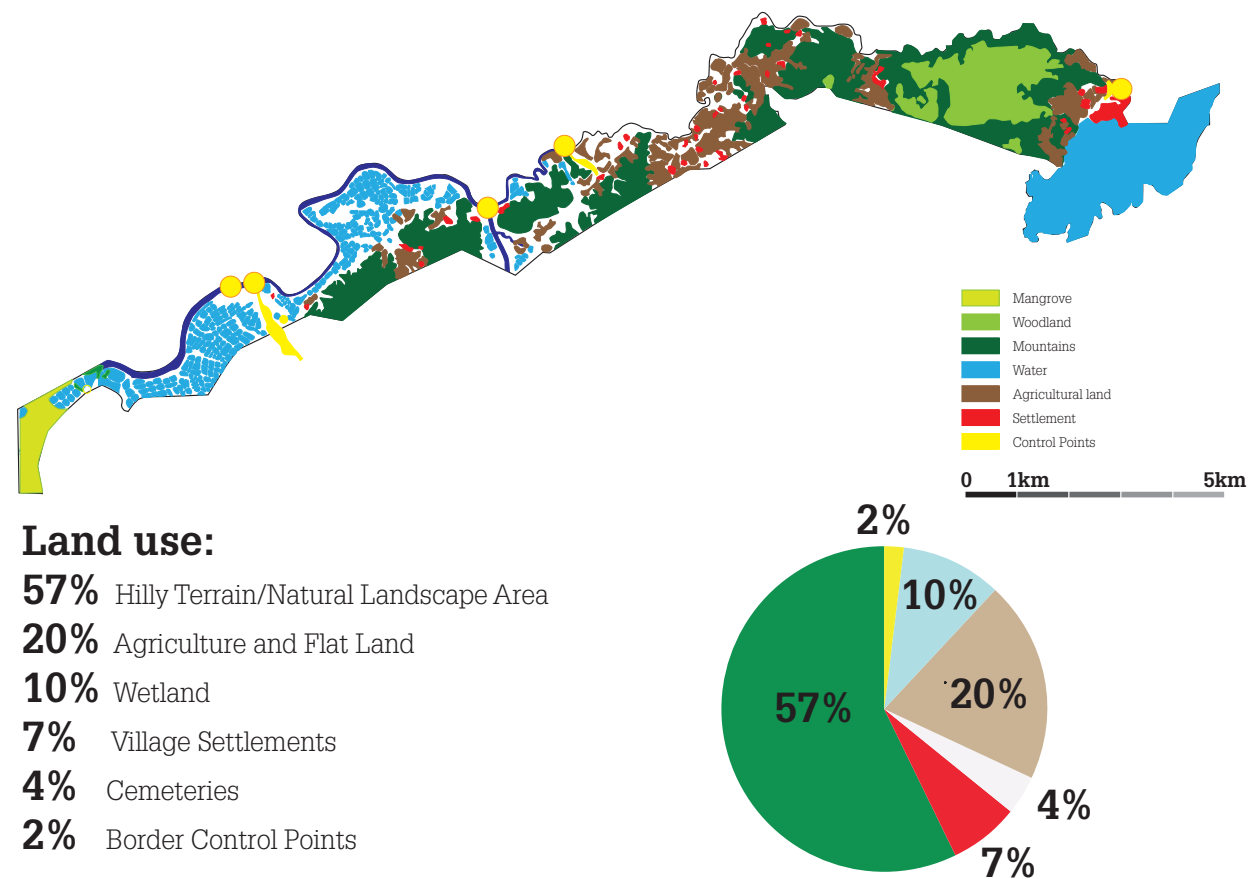 Mangrove
Woodland
Mountains
Water
Agricultural land
Settlement
Control Points
0 1km 5km
Land use:
57% Hilly Terrain/Natural Landscape Area
20% Agriculture and Flat Land
10% Wetland
7% Village Settlements
4% Cemeteries
2% Border Control Points
2%
10%
57%
20%
4%
7%